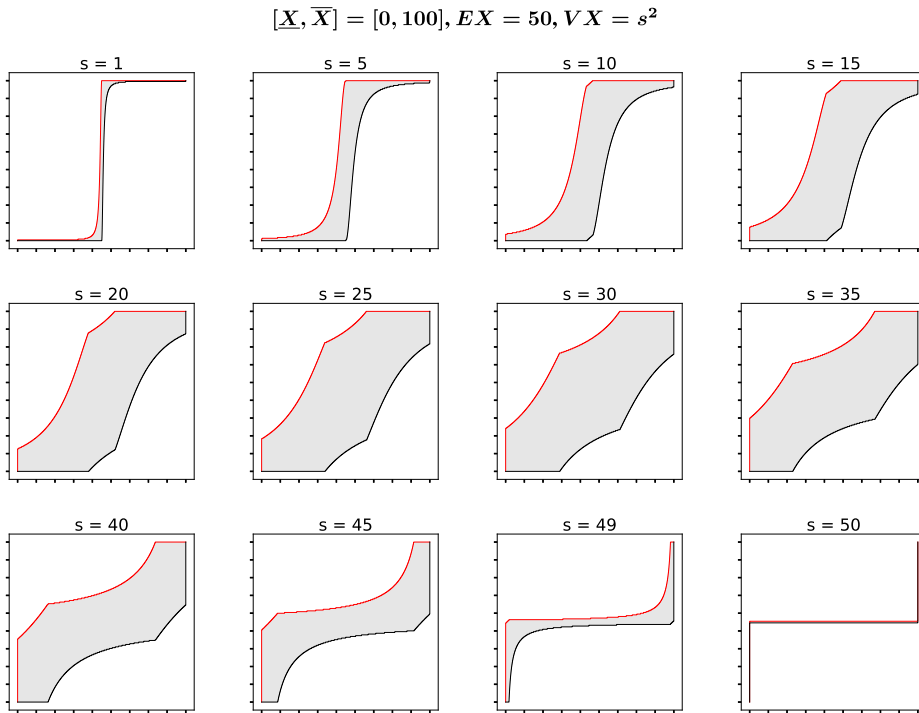 [X, X] = [0, 100], EX = 50, VX = s²
s = 1
s = 5
s = 10
s = 15
s = 20
s = 25
s = 30
s = 35
s = 40
s = 45
s = 49
s = 50